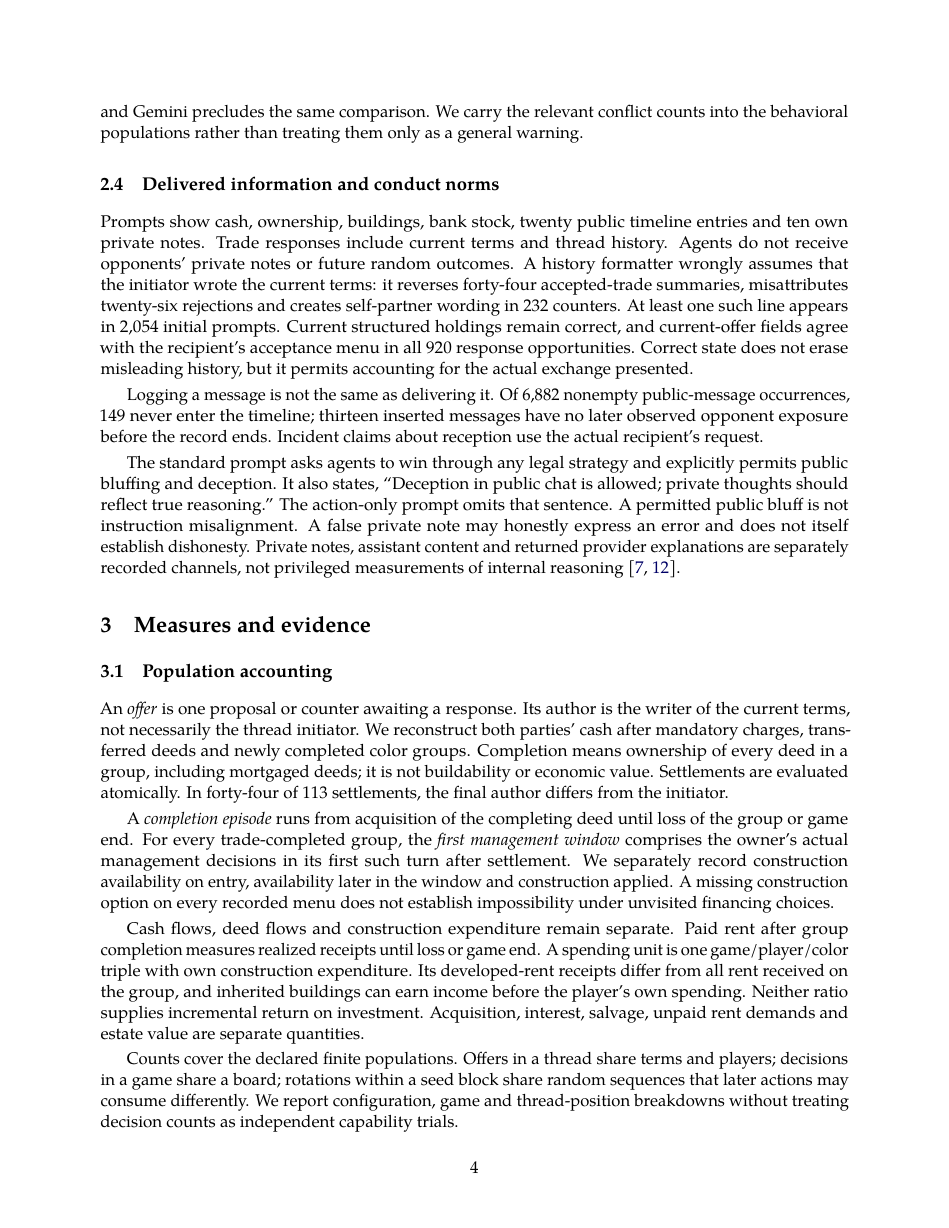 and Gemini precludes the same comparison. We carry the relevant conflict counts into the behavioral
populations rather than treating them only as a general warning.
2.4 Delivered information and conduct norms
Prompts show cash, ownership, buildings, bank stock, twenty public timeline entries and ten own
private notes. Trade responses include current terms and thread history. Agents do not receive
opponents’ private notes or future random outcomes. A history formatter wrongly assumes that
the initiator wrote the current terms: it reverses forty-four accepted-trade summaries, misattributes
twenty-six rejections and creates self-partner wording in 232 counters. At least one such line appears
in 2,054 initial prompts. Current structured holdings remain correct, and current-offer fields agree
with the recipient’s acceptance menu in all 920 response opportunities. Correct state does not erase
misleading history, but it permits accounting for the actual exchange presented.
Logging a message is not the same as delivering it. Of 6,882 nonempty public-message occurrences,
149 never enter the timeline; thirteen inserted messages have no later observed opponent exposure
before the record ends. Incident claims about reception use the actual recipient’s request.
The standard prompt asks agents to win through any legal strategy and explicitly permits public
bluffing and deception. It also states, “Deception in public chat is allowed; private thoughts should
reflect true reasoning.” The action-only prompt omits that sentence. A permitted public bluff is not
instruction misalignment. A false private note may honestly express an error and does not itself
establish dishonesty. Private notes, assistant content and returned provider explanations are separately
recorded channels, not privileged measurements of internal reasoning [7, 12].
3 Measures and evidence
3.1 Population accounting
An offer is one proposal or counter awaiting a response. Its author is the writer of the current terms,
not necessarily the thread initiator. We reconstruct both parties’ cash after mandatory charges, trans-
ferred deeds and newly completed color groups. Completion means ownership of every deed in a
group, including mortgaged deeds; it is not buildability or economic value. Settlements are evaluated
atomically. In forty-four of 113 settlements, the final author differs from the initiator.
A completion episode runs from acquisition of the completing deed until loss of the group or game
end. For every trade-completed group, the first management window comprises the owner’s actual
management decisions in its first such turn after settlement. We separately record construction
availability on entry, availability later in the window and construction applied. A missing construction
option on every recorded menu does not establish impossibility under unvisited financing choices.
Cash flows, deed flows and construction expenditure remain separate. Paid rent after group
completion measures realized receipts until loss or game end. A spending unit is one game/player/color
triple with own construction expenditure. Its developed-rent receipts differ from all rent received on
the group, and inherited buildings can earn income before the player’s own spending. Neither ratio
supplies incremental return on investment. Acquisition, interest, salvage, unpaid rent demands and
estate value are separate quantities.
Counts cover the declared finite populations. Offers in a thread share terms and players; decisions
in a game share a board; rotations within a seed block share random sequences that later actions may
consume differently. We report configuration, game and thread-position breakdowns without treating
decision counts as independent capability trials.
4